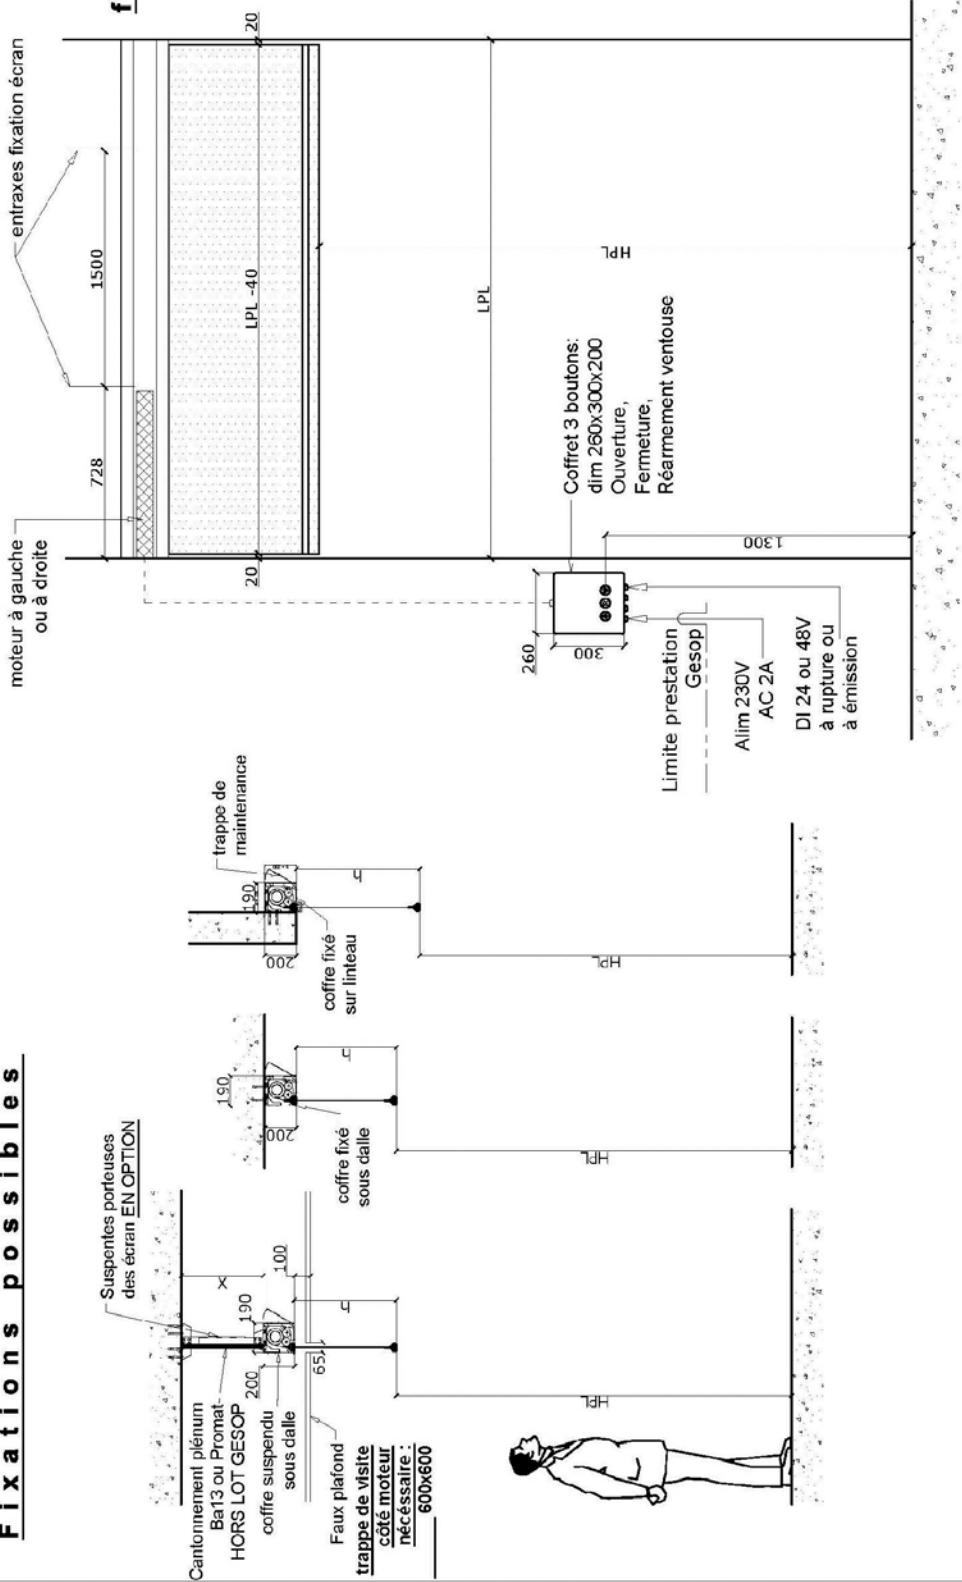 Fixations possibles
f
Suspentes porteuses
des écran EN OPTION
Cantonnement plénum
Ba13 ou Promat
HORS LOT GESOP
coffre suspendu
sous dalle
Faux plafond
trappe de visite
côté moteur
nécéssaire :
600x600
X
190
200
100
65
h
HPL
190
200
coffre fixé
sous dalle
h
HPL
trappe de
maintenance
190
200
coffre fixé
sur linteau
h
HPL
moteur à gauche
ou à droite
entraxes fixation écran
728
1500
20
LPL -40
20
LPL
HPL
Coffret 3 boutons:
dim 260x300x200
Ouverture,
Fermeture,
Réarmement ventouse
260
300
1300
Limite prestation
Gesop
Alim 230V
AC 2A
DI 24 ou 48V
à rupture ou
à émission